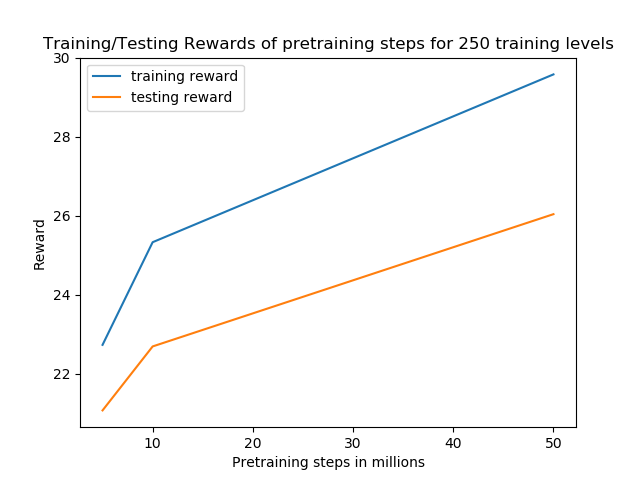 Training/Testing Rewards of pretraining steps for 250 training levels
training reward
testing reward
Reward
30
28
26
24
22
10
20
30
40
50
Pretraining steps in millions